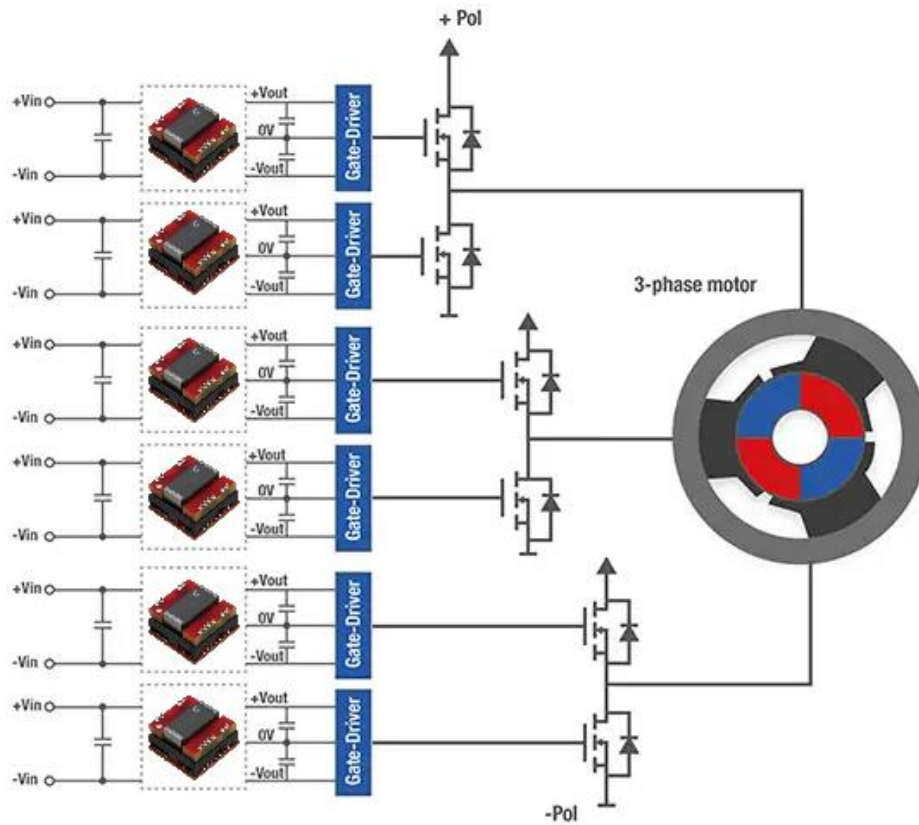 + Pol
+Vin
+Vout
0V
-Vin
-Vout
Gate-Driver
+Vin
+Vout
0V
-Vin
-Vout
Gate-Driver
3-phase motor
+Vin
+Vout
0V
-Vin
-Vout
Gate-Driver
+Vin
+Vout
0V
-Vin
-Vout
Gate-Driver
+Vin
+Vout
0V
-Vin
-Vout
Gate-Driver
+Vin
+Vout
0V
-Vin
-Vout
Gate-Driver
-Pol